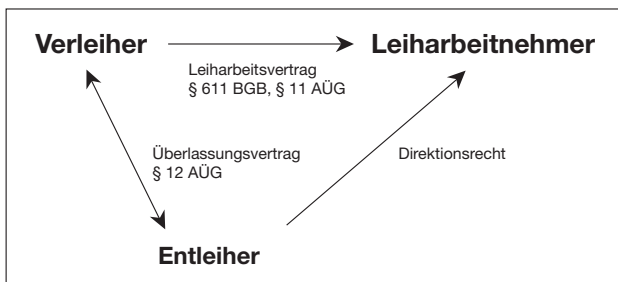 Verleiher
Leiharbeitnehmer
Leiharbeitsvertrag
§ 611 BGB, § 11 AÜG
Überlassungsvertrag
§ 12 AÜG
Direktionsrecht
Entleiher